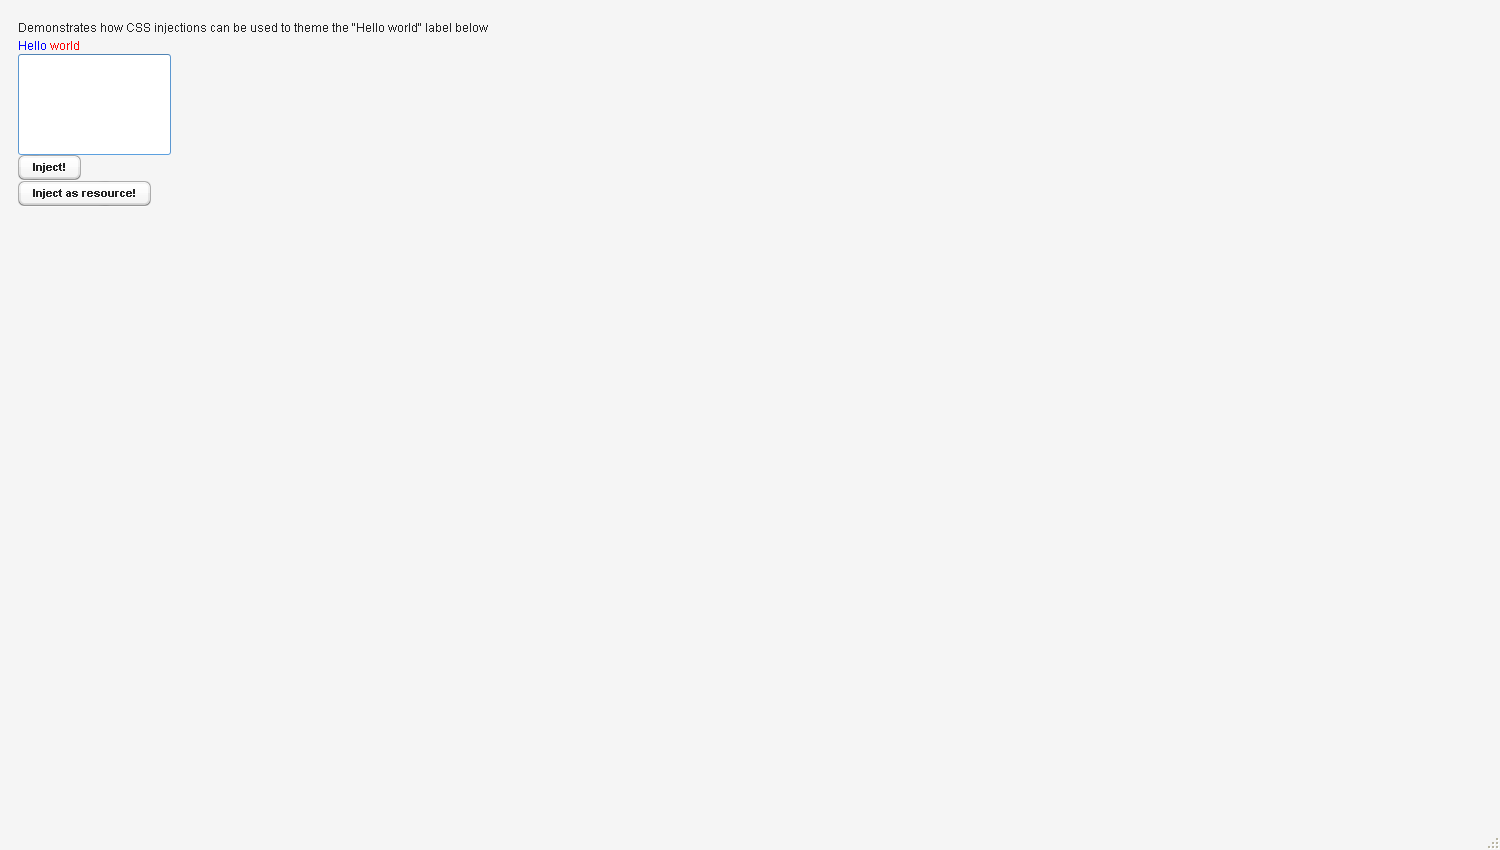 Demonstrates how CSS injections can be used to theme the "Hello world" label below
Hello world
Inject!
Inject as resource!